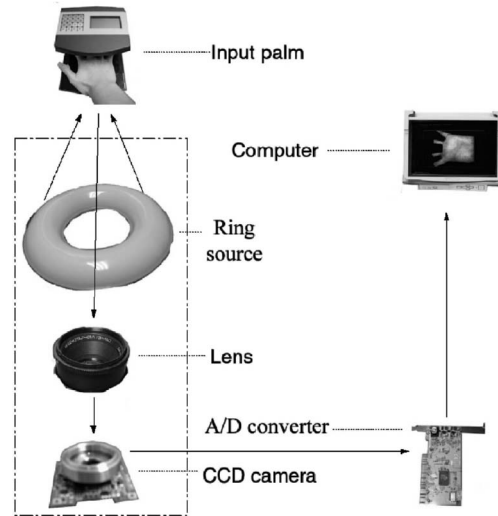 Input palm
Computer
Ring
source
Lens
A/D converter
CCD camera